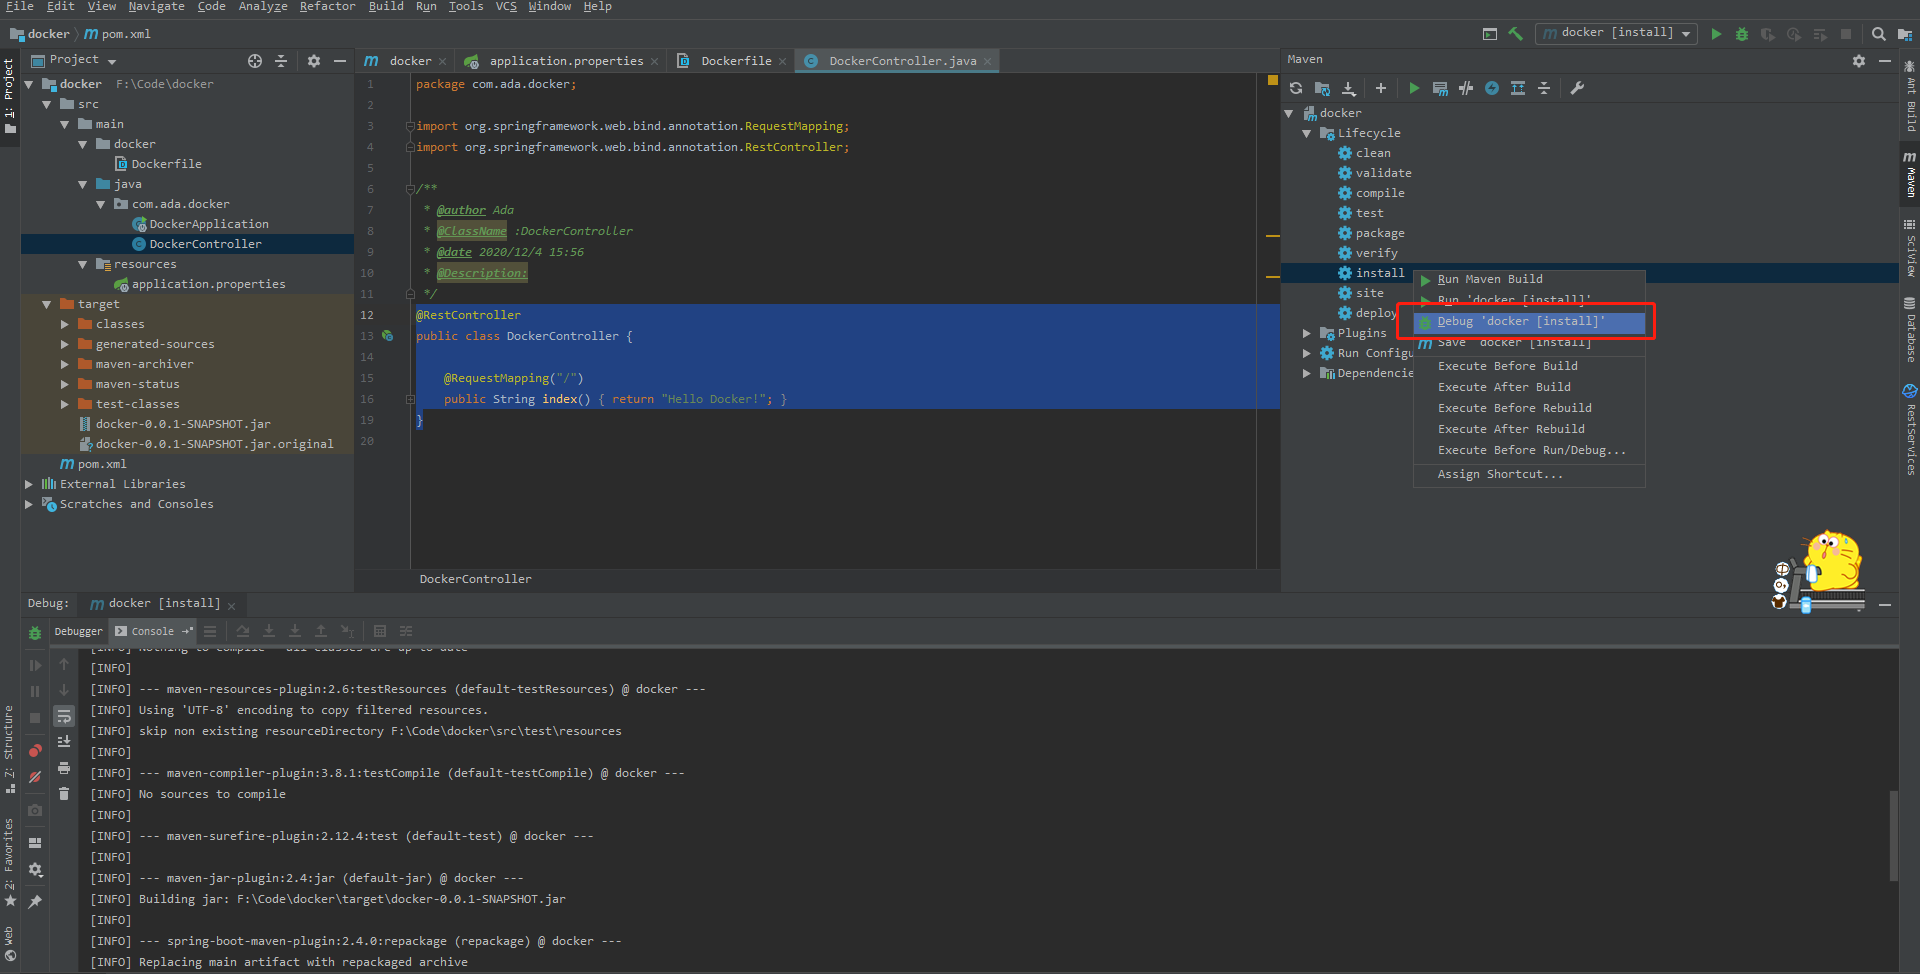 File Edit View Navigate Code Analyze Refactor Build Run Tools VCS Window Help
docker pom.xml
docker [install]
1: Project
Project
docker F:\Code\docker
src
main
docker
Dockerfile
java
com.ada.docker
DockerApplication
DockerController
resources
application.properties
target
classes
generated-sources
maven-archiver
maven-status
test-classes
docker-0.0.1-SNAPSHOT.jar
docker-0.0.1-SNAPSHOT.jar.original
pom.xml
External Libraries
Scratches and Consoles
docker application.properties Dockerfile DockerController.java
1 package com.ada.docker;
2
3 import org.springframework.web.bind.annotation.RequestMapping;
4 import org.springframework.web.bind.annotation.RestController;
5
6 /**
7 * @author Ada
8 * @ClassName :DockerController
9 * @date 2020/12/4 15:56
10 * @Description:
11 */
12 @RestController
13 public class DockerController {
14
15 @RequestMapping("/")
16 public String index() { return "Hello Docker!"; }
19 }
20
DockerController
Maven
docker
Lifecycle
clean
validate
compile
test
package
verify
install
site
deploy
Plugins
Run Configu
Dependencie
Run Maven Build
Run 'docker [install]'
Debug 'docker [install]'
Save 'docker [install]'
Execute Before Build
Execute After Build
Execute Before Rebuild
Execute After Rebuild
Execute Before Run/Debug...
Assign Shortcut...
Ant Build
Maven
SciView
Database
RestServices
Debug: docker [install]
Debugger Console
[INFO] Nothing to compile - all classes are up to date
[INFO]
[INFO] --- maven-resources-plugin:2.6:testResources (default-testResources) @ docker ---
[INFO] Using 'UTF-8' encoding to copy filtered resources.
[INFO] skip non existing resourceDirectory F:\Code\docker\src\test\resources
[INFO]
[INFO] --- maven-compiler-plugin:3.8.1:testCompile (default-testCompile) @ docker ---
[INFO] No sources to compile
[INFO]
[INFO] --- maven-surefire-plugin:2.12.4:test (default-test) @ docker ---
[INFO]
[INFO] --- maven-jar-plugin:2.4:jar (default-jar) @ docker ---
[INFO] Building jar: F:\Code\docker\target\docker-0.0.1-SNAPSHOT.jar
[INFO]
[INFO] --- spring-boot-maven-plugin:2.4.0:repackage (repackage) @ docker ---
[INFO] Replacing main artifact with repackaged archive
Z: Structure
2: Favorites
Web